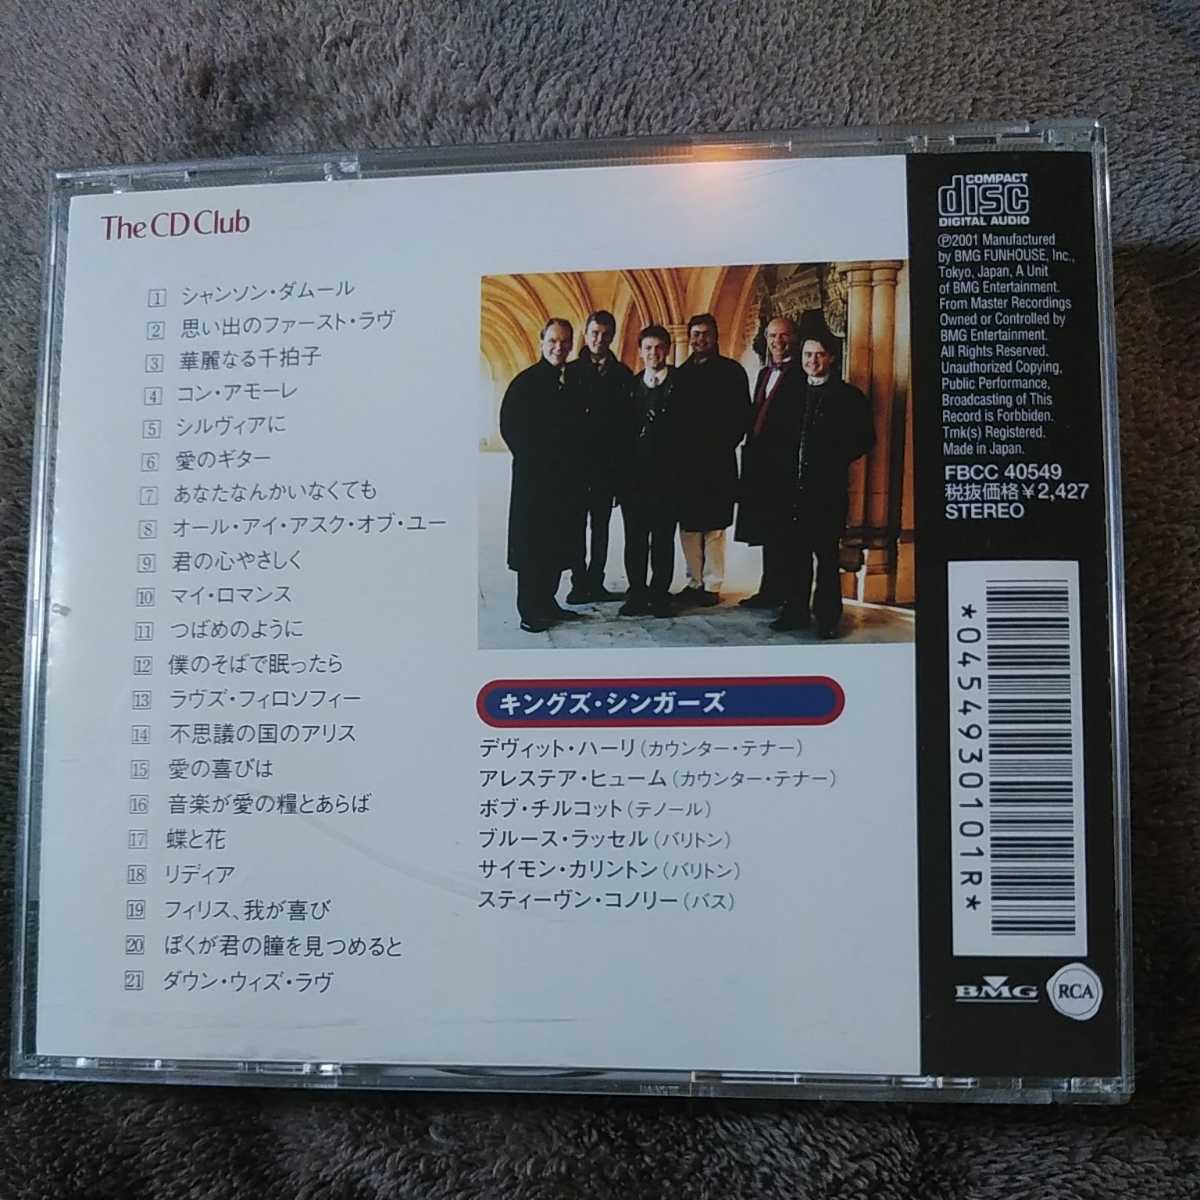 The CD Club
1 シャンソン・ダムール
2 思い出のファースト・ラヴ
3 華麗なる千拍子
4 コン・アモーレ
5 シルヴィアに
6 愛のギター
7 あなたなんかいなくても
8 オール・アイ・アスク・オブ・ユー
9 君の心やさしく
10 マイ・ロマンス
11 つばめのように
12 僕のそばで眠ったら
13 ラヴズ・フィロソフィー
14 不思議の国のアリス
15 愛の喜びは
16 音楽が愛の糧とあらば
17 蝶と花
18 リディア
19 フィリス、我が喜び
20 ぼくが君の瞳を見つめると
21 ダウン・ウィズ・ラヴ
キングズ・シンガーズ
デヴィット・ハーリ(カウンター・テナー)
アレステア・ヒューム(カウンター・テナー)
ボブ・チルコット(テノール)
ブルース・ラッセル(バリトン)
サイモン・カリントン(バリトン)
スティーヴン・コノリー(バス)
COMPACT
disc
DIGITAL AUDIO
℗2001 Manufactured
by BMG FUNHOUSE, Inc.,
Tokyo, Japan, A Unit
of BMG Entertainment.
From Master Recordings
Owned or Controlled by
BMG Entertainment.
All Rights Reserved.
Unauthorized Copying,
Public Performance,
Broadcasting of This
Record is Forbbiden.
Tmk(s) Registered.
Made in Japan.
FBCC 40549
税抜価格￥2,427
STEREO
*0454930101R*
BMG
RCA